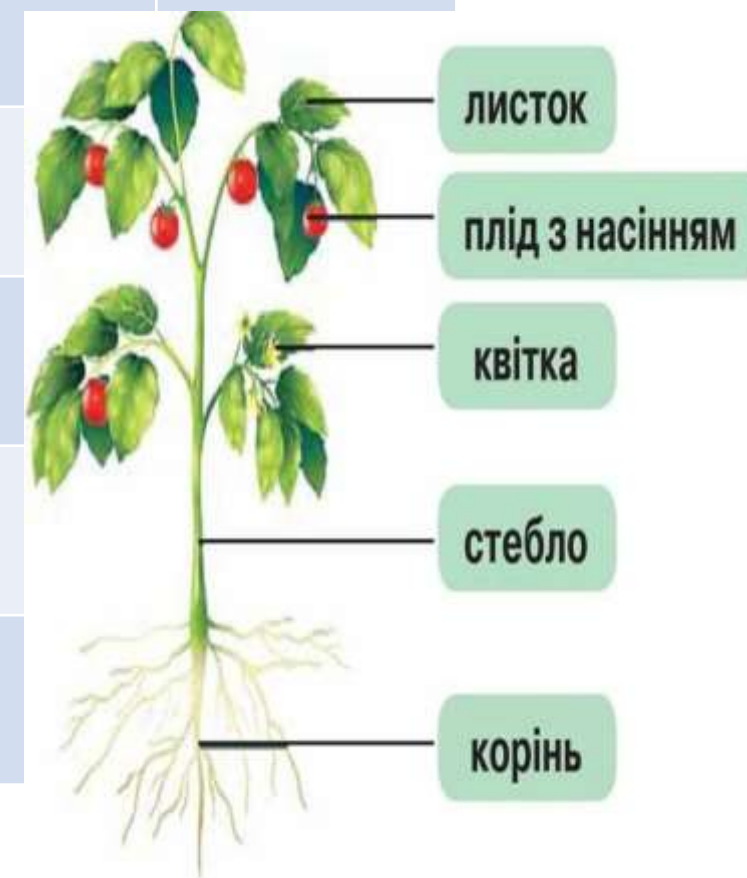 листок
плід з насінням
квітка
стебло
корінь